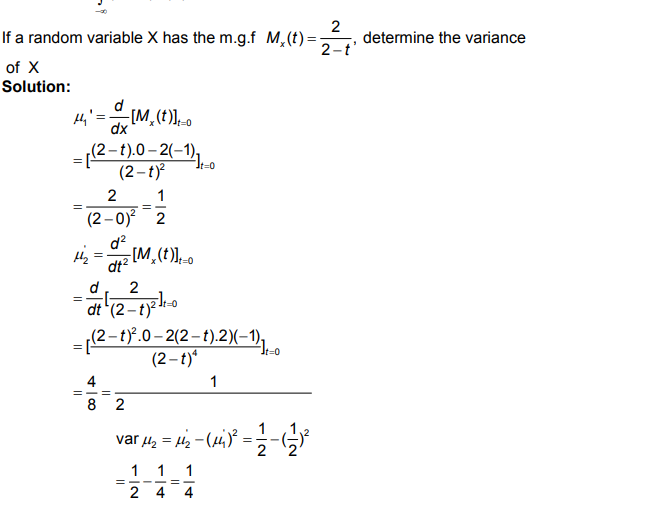 −∞
If a random variable X has the m.g.f Mₓ(t) = 2/(2−t), determine the variance
of X
Solution:
μ₁' = d/dx [Mₓ(t)]ₜ₌₀
= [((2−t).0 − 2(−1))/(2−t)²]ₜ₌₀
= 2/(2−0)² = 1/2
μ₂' = d²/dt² [Mₓ(t)]ₜ₌₀
= d/dt [2/(2−t)²]ₜ₌₀
= [((2−t)².0 − 2(2−t).2)(−1)/(2−t)⁴]ₜ₌₀
= 4/8 = 1/2
var μ₂ = μ₂' − (μ₁')² = 1/2 − (1/2)²
= 1/2 − 1/4 = 1/4